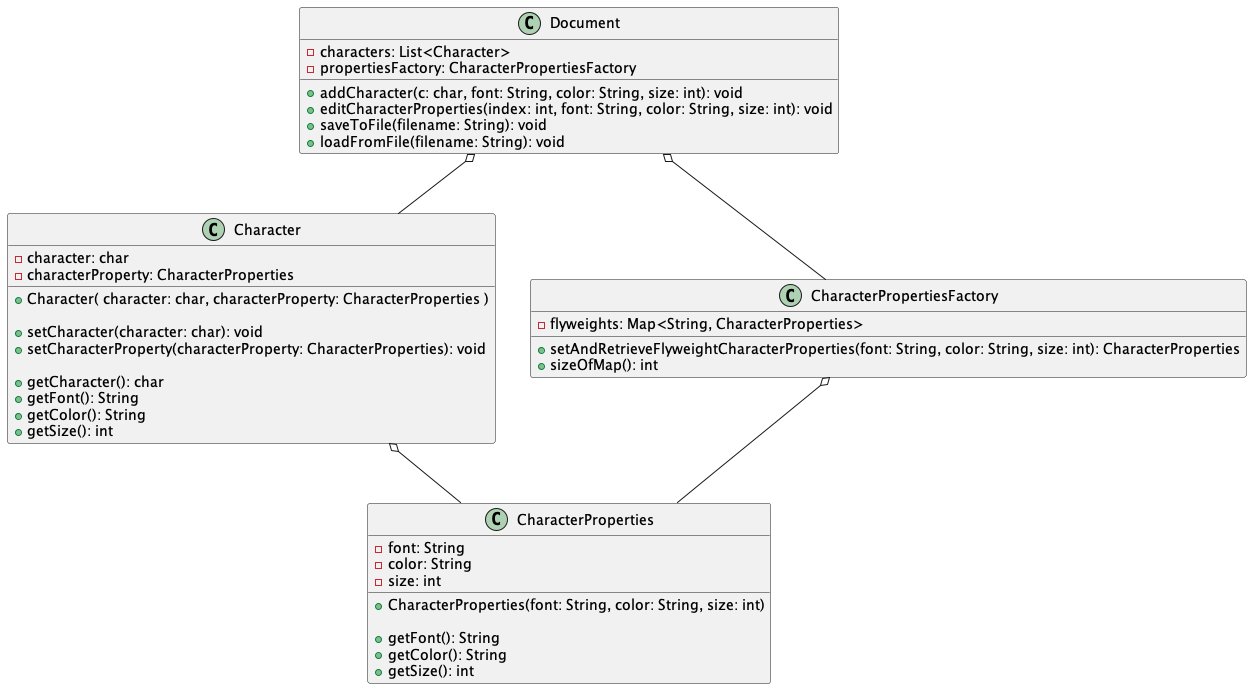 C Document
characters: List<Character>
propertiesFactory: CharacterPropertiesFactory
addCharacter(c: char, font: String, color: String, size: int): void
editCharacterProperties(index: int, font: String, color: String, size: int): void
saveToFile(filename: String): void
loadFromFile(filename: String): void
C Character
character: char
characterProperty: CharacterProperties
Character( character: char, characterProperty: CharacterProperties )
setCharacter(character: char): void
setCharacterProperty(characterProperty: CharacterProperties): void
getCharacter(): char
getFont(): String
getColor(): String
getSize(): int
C CharacterPropertiesFactory
flyweights: Map<String, CharacterProperties>
setAndRetrieveFlyweightCharacterProperties(font: String, color: String, size: int): CharacterProperties
sizeOfMap(): int
C CharacterProperties
font: String
color: String
size: int
CharacterProperties(font: String, color: String, size: int)
getFont(): String
getColor(): String
getSize(): int